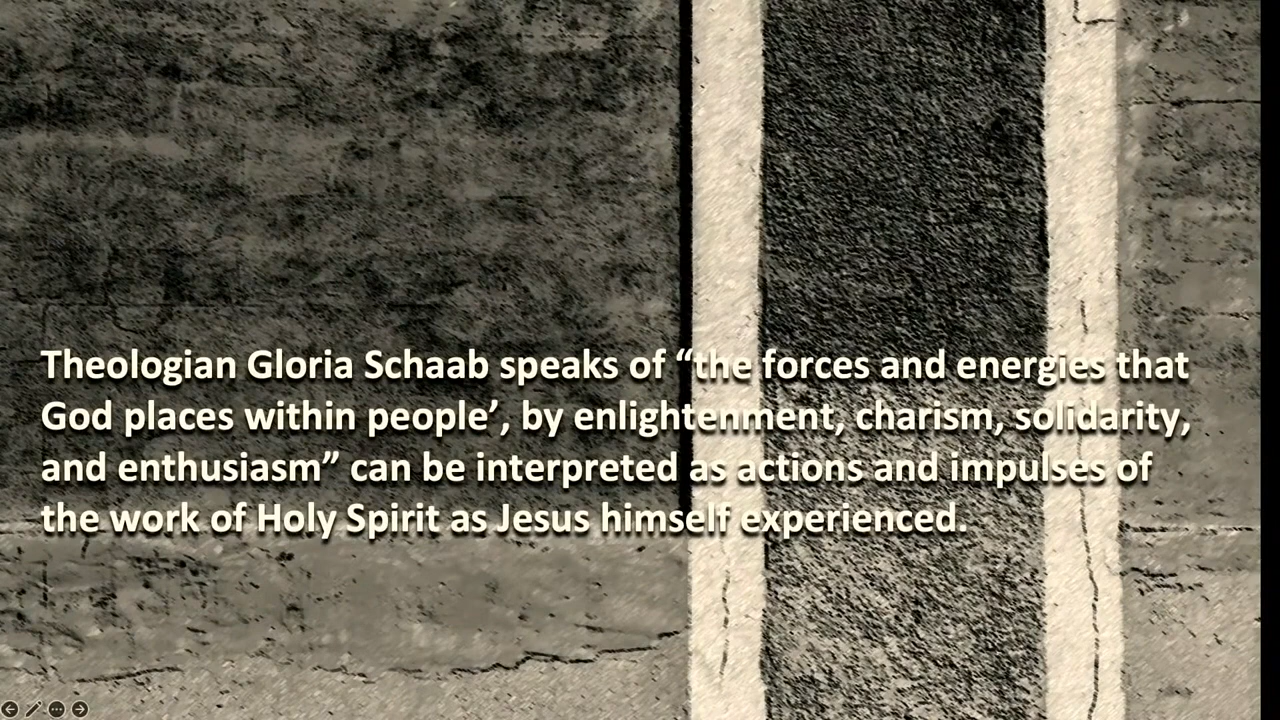 Theologian Gloria Schaab speaks of “the forces and energies that
God places within people’, by enlightenment, charism, solidarity,
and enthusiasm” can be interpreted as actions and impulses of
the work of Holy Spirit as Jesus himself experienced.